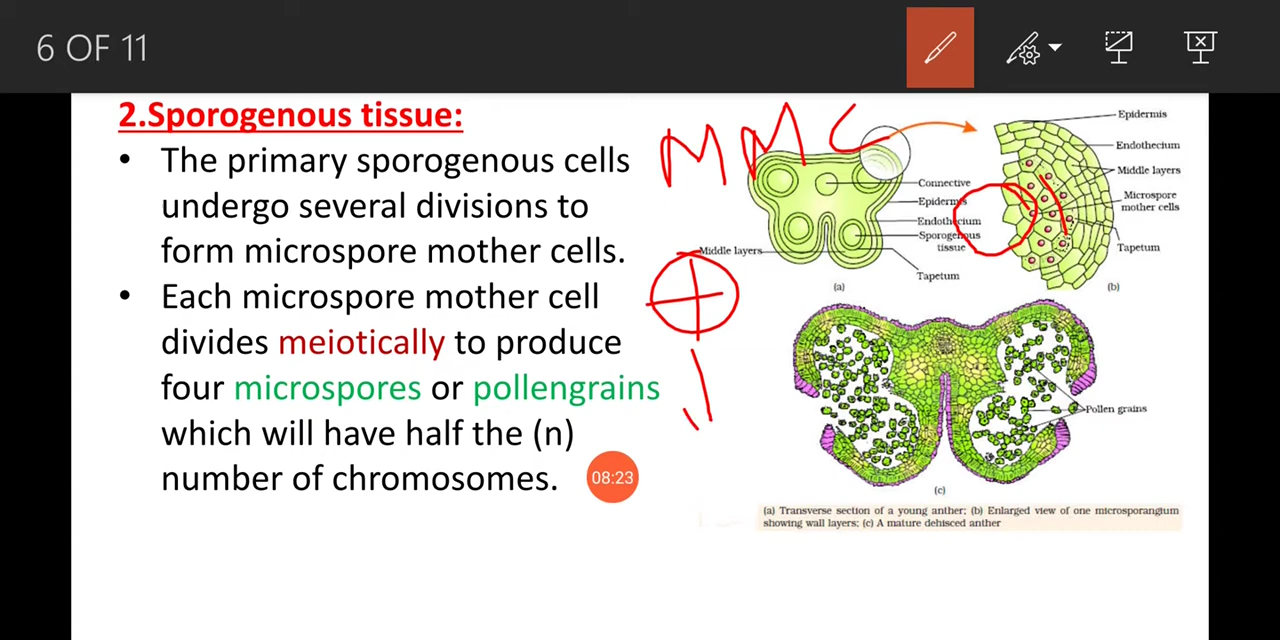 6 OF 11
2.Sporogenous tissue:
• The primary sporogenous cells
undergo several divisions to
form microspore mother cells.
• Each microspore mother cell
divides meiotically to produce
four microspores or pollengrains
which will have half the (n)
number of chromosomes.
08:23
MMC
Connective
Epidermis
Endothecium
Sporogenous
tissue
Middle layers
Tapetum
(a)
Epidermis
Endothecium
Middle layers
Microspore
mother cells
Tapetum
(b)
Pollen grains
(c)
(a) Transverse section of a young anther; (b) Enlarged view of one microsporangium
showing wall layers; (c) A mature dehisced anther